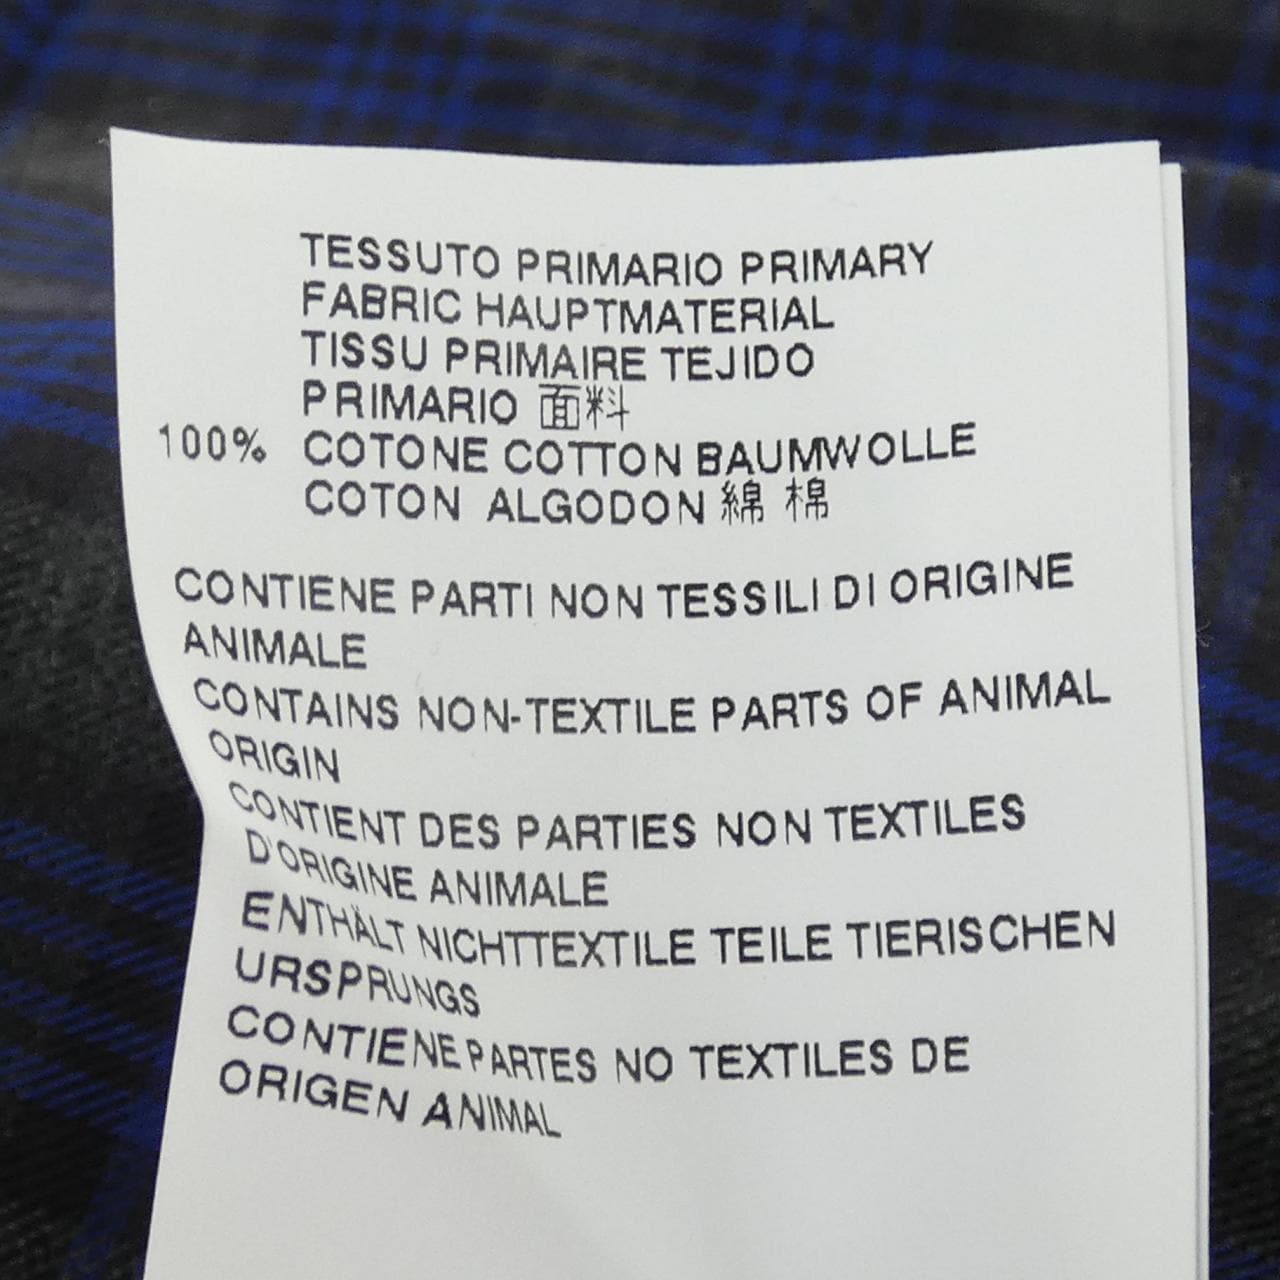 TESSUTO PRIMARIO PRIMARY
FABRIC HAUPTMATERIAL
TISSU PRIMAIRE TEJIDO
PRIMARIO 面料
100% COTONE COTTON BAUMWOLLE
COTON ALGODON 綿 棉
CONTIENE PARTI NON TESSILI DI ORIGINE
ANIMALE
CONTAINS NON-TEXTILE PARTS OF ANIMAL
ORIGIN
CONTIENT DES PARTIES NON TEXTILES
D'ORIGINE ANIMALE
ENTHÄLT NICHTTEXTILE TEILE TIERISCHEN
URSPRUNGS
CONTIENE PARTES NO TEXTILES DE
ORIGEN ANIMAL